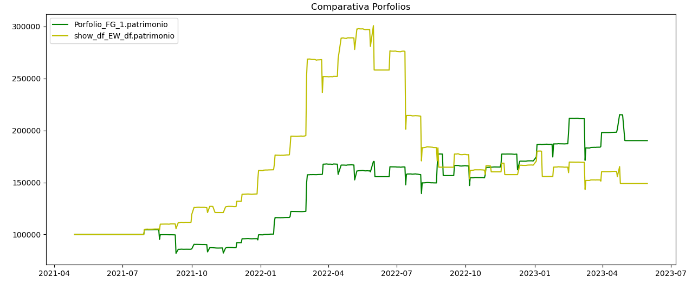 Comparativa Porfolios
Porfolio_FG_1.patrimonio
show_df_EW_df.patrimonio
300000
250000
200000
150000
100000
2021-04 2021-07 2021-10 2022-01 2022-04 2022-07 2022-10 2023-01 2023-04 2023-07